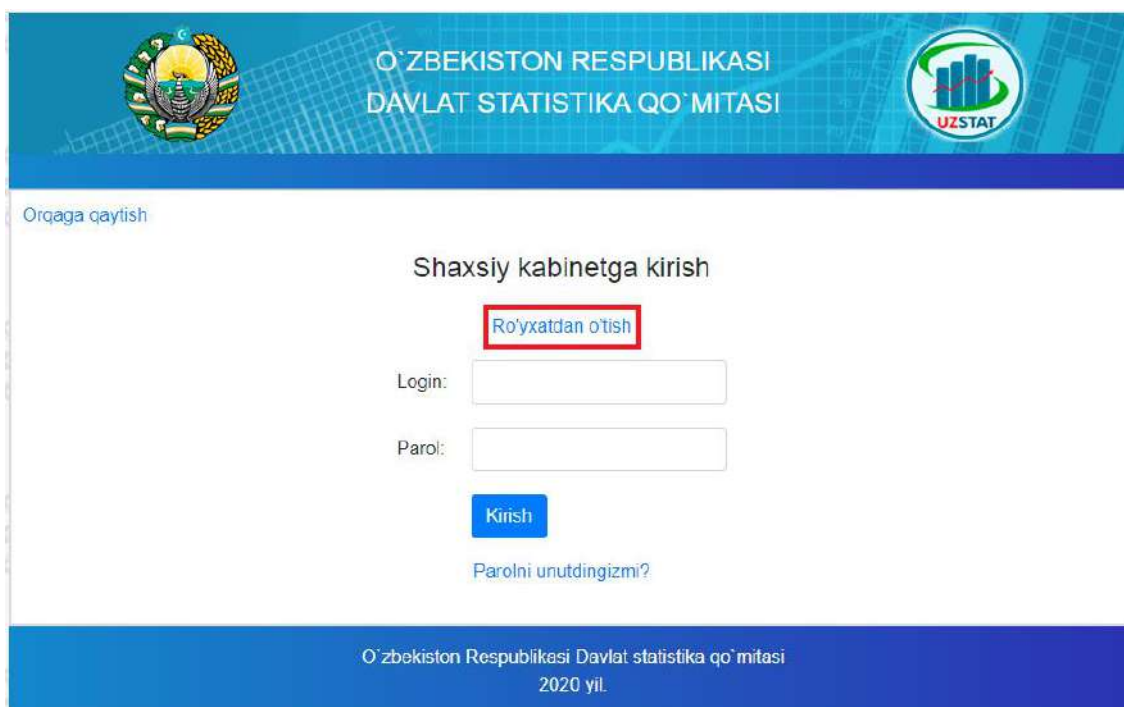 O`ZBEKISTON RESPUBLIKASI
DAVLAT STATISTIKA QO`MITASI
UZSTAT
Orqaga qaytish
Shaxsiy kabinetga kirish
Ro'yxatdan o'tish
Login:
Parol:
Kirish
Parolni unutdingizmi?
O`zbekiston Respublikasi Davlat statistika qo`mitasi
2020 yil.